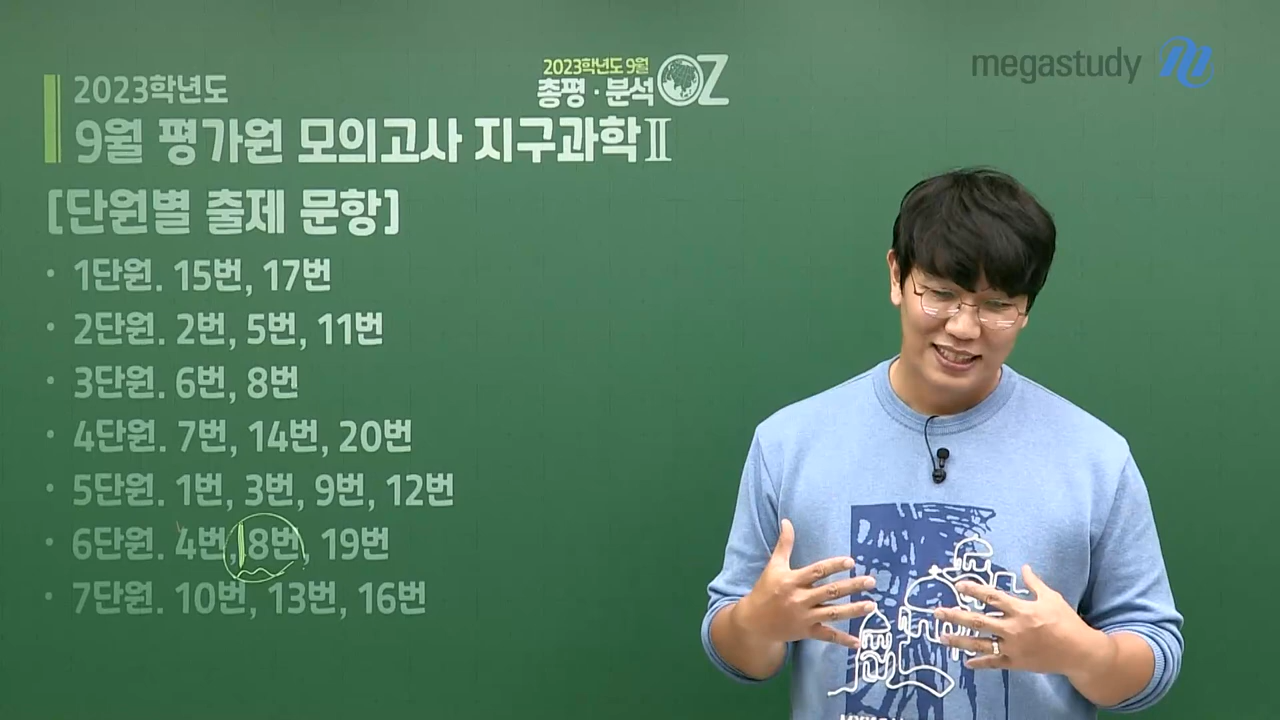 megastudy
2023학년도 9월
총평·분석 OZ
2023학년도
9월 평가원 모의고사 지구과학Ⅱ
[단원별 출제 문항]
• 1단원. 15번, 17번
• 2단원. 2번, 5번, 11번
• 3단원. 6번, 8번
• 4단원. 7번, 14번, 20번
• 5단원. 1번, 3번, 9번, 12번
• 6단원. 4번, 18번, 19번
• 7단원. 10번, 13번, 16번